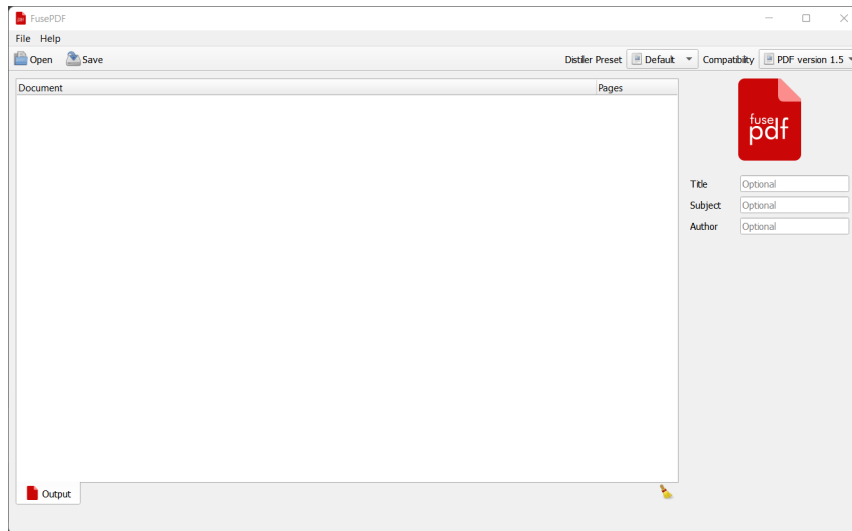 FusePDF
File Help
Open Save Distiller Preset Default Compatibility PDF version 1.5
Document Pages
fuse
pdf
Title Optional
Subject Optional
Author Optional
Output